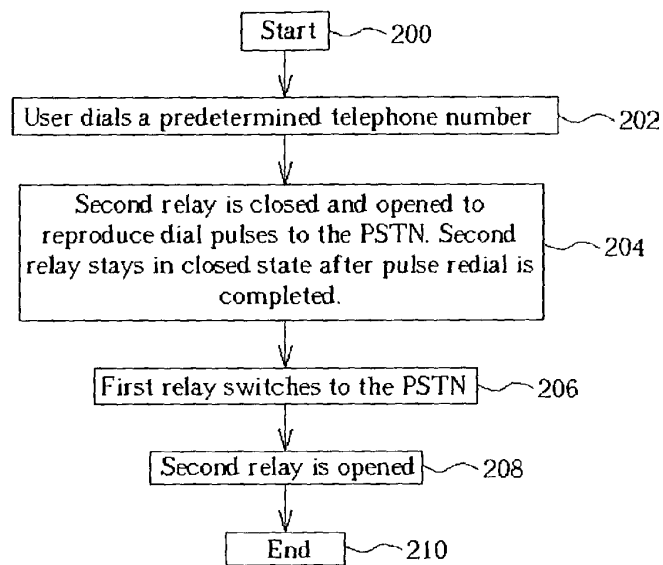 Start
200
User dials a predetermined telephone number
202
Second relay is closed and opened to
reproduce dial pulses to the PSTN. Second
relay stays in closed state after pulse redial is
completed.
204
First relay switches to the PSTN
206
Second relay is opened
208
End
210